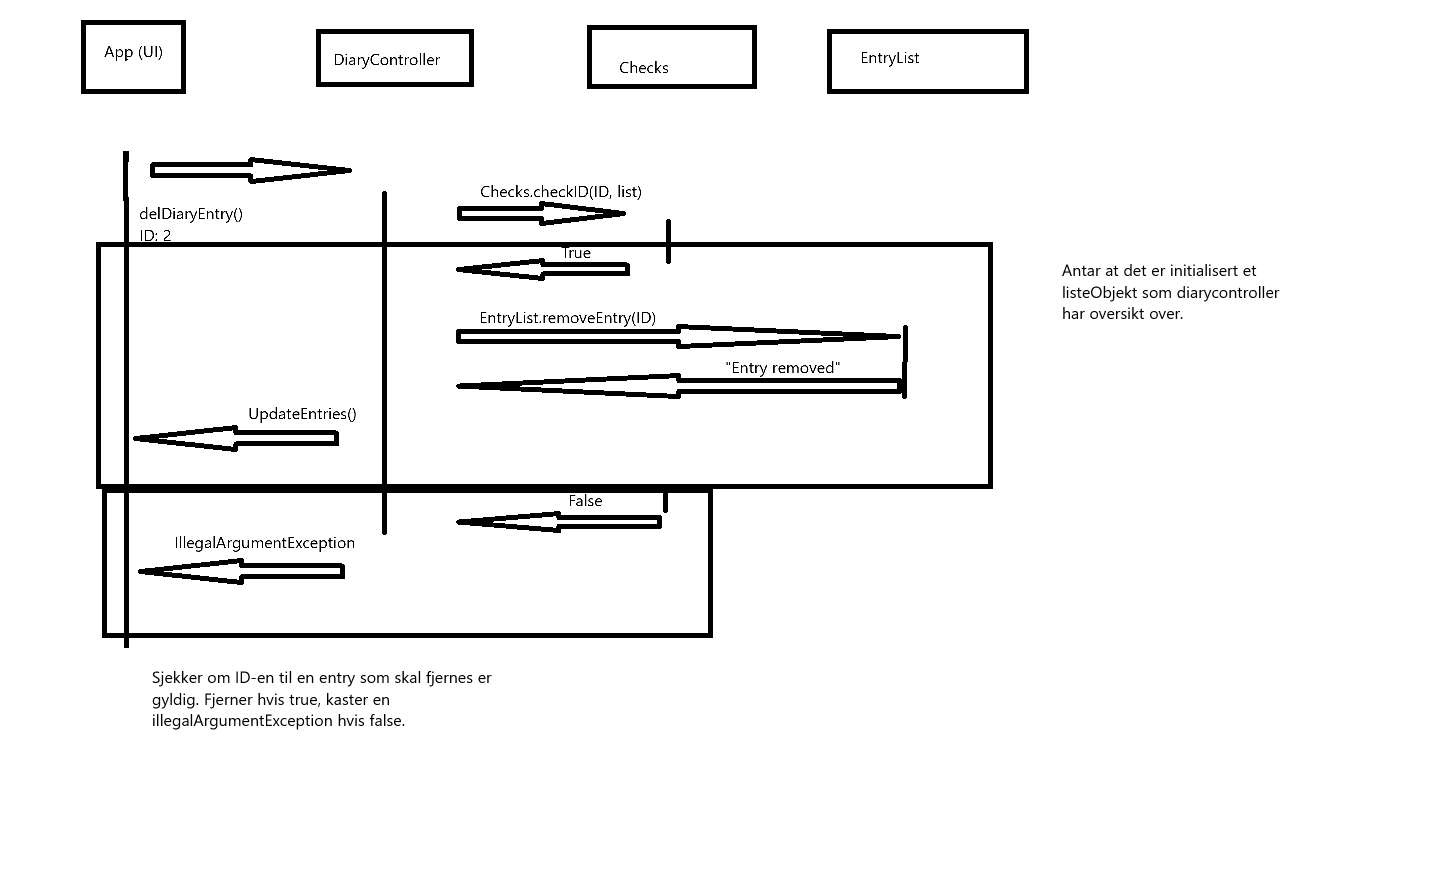 App (UI)
DiaryController
Checks
EntryList
Checks.checkID(ID, list)
delDiaryEntry()
ID: 2
True
Antar at det er initialisert et
listeObjekt som diarycontroller
har oversikt over.
EntryList.removeEntry(ID)
"Entry removed"
UpdateEntries()
False
IllegalArgumentException
Sjekker om ID-en til en entry som skal fjernes er
gyldig. Fjerner hvis true, kaster en
illegalArgumentException hvis false.